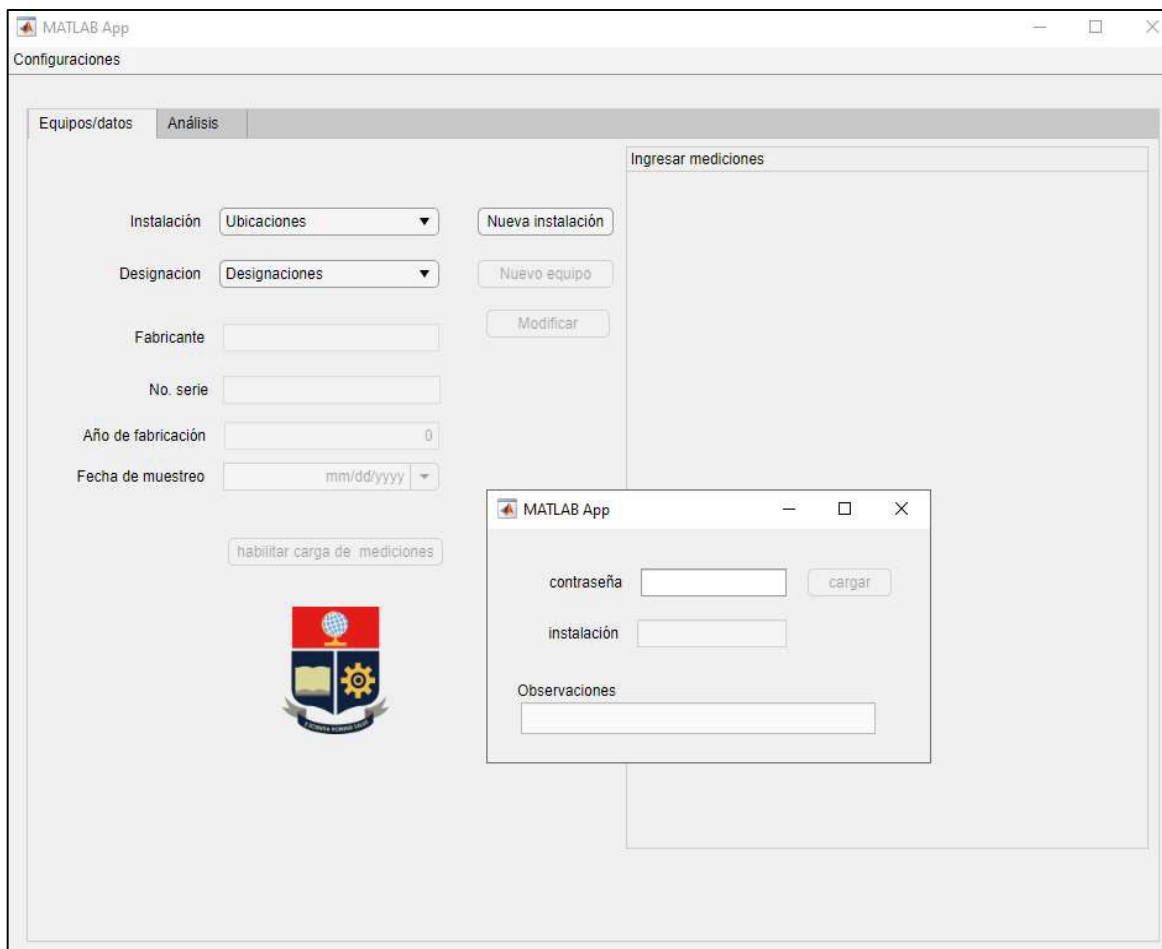 MATLAB App
Configuraciones
Equipos/datos Análisis
Ingresar mediciones
Instalación Ubicaciones Nueva instalación
Designacion Designaciones Nuevo equipo
Modificar
Fabricante
No. serie
Año de fabricación 0
Fecha de muestreo mm/dd/yyyy
habilitar carga de mediciones
MATLAB App
contraseña cargar
instalación
Observaciones